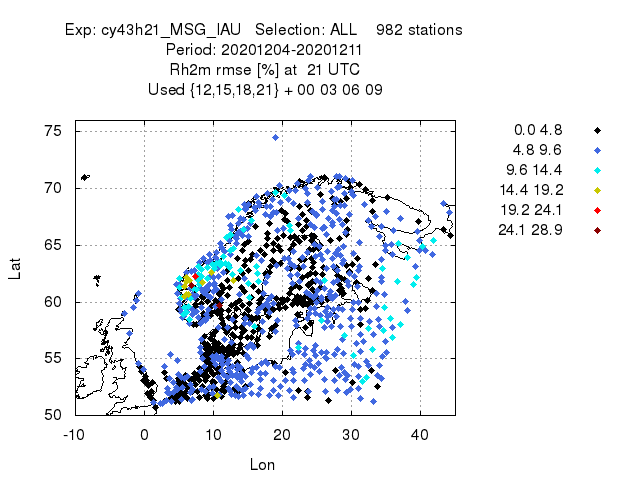 Exp: cy43h21_MSG_IAU   Selection: ALL    982 stations
Period: 20201204-20201211
Rh2m rmse [%] at  21 UTC
Used {12,15,18,21} + 00 03 06 09
0.0 4.8
4.8 9.6
9.6 14.4
14.4 19.2
19.2 24.1
24.1 28.9
75
70
65
60
55
50
Lat
-10 0 10 20 30 40
Lon